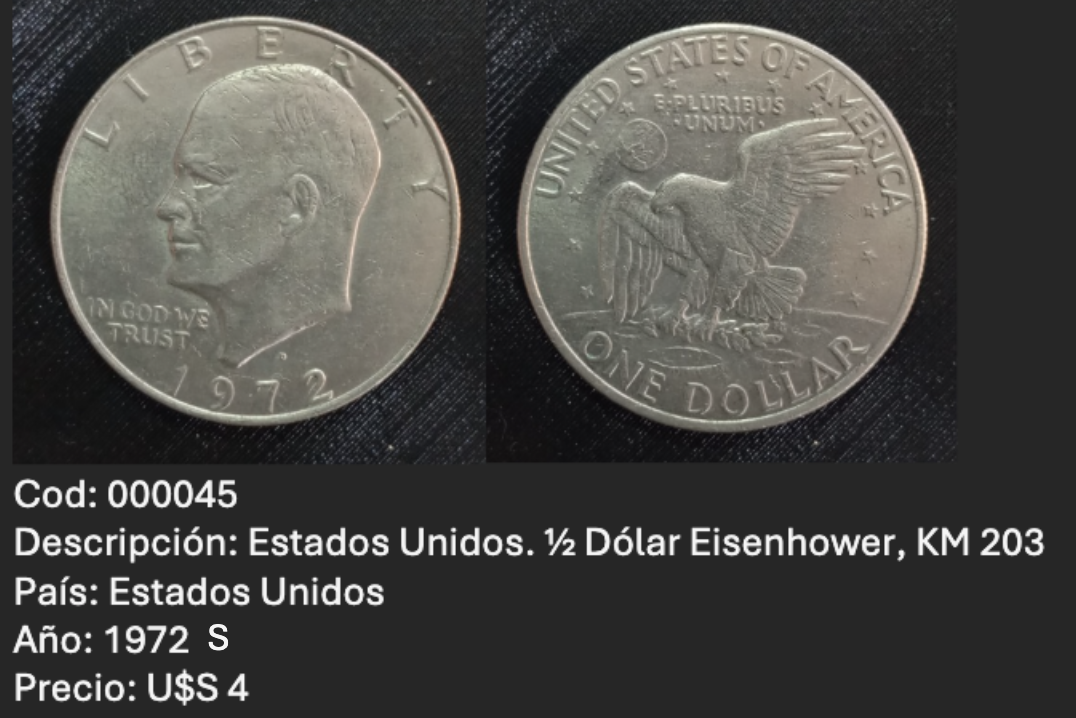 LIBERTY
IN GOD WE
TRUST
1972
UNITED STATES OF AMERICA
E·PLURIBUS
·UNUM·
ONE DOLLAR
Cod: 000045
Descripción: Estados Unidos. ½ Dólar Eisenhower, KM 203
País: Estados Unidos
Año: 1972 S
Precio: U$S 4